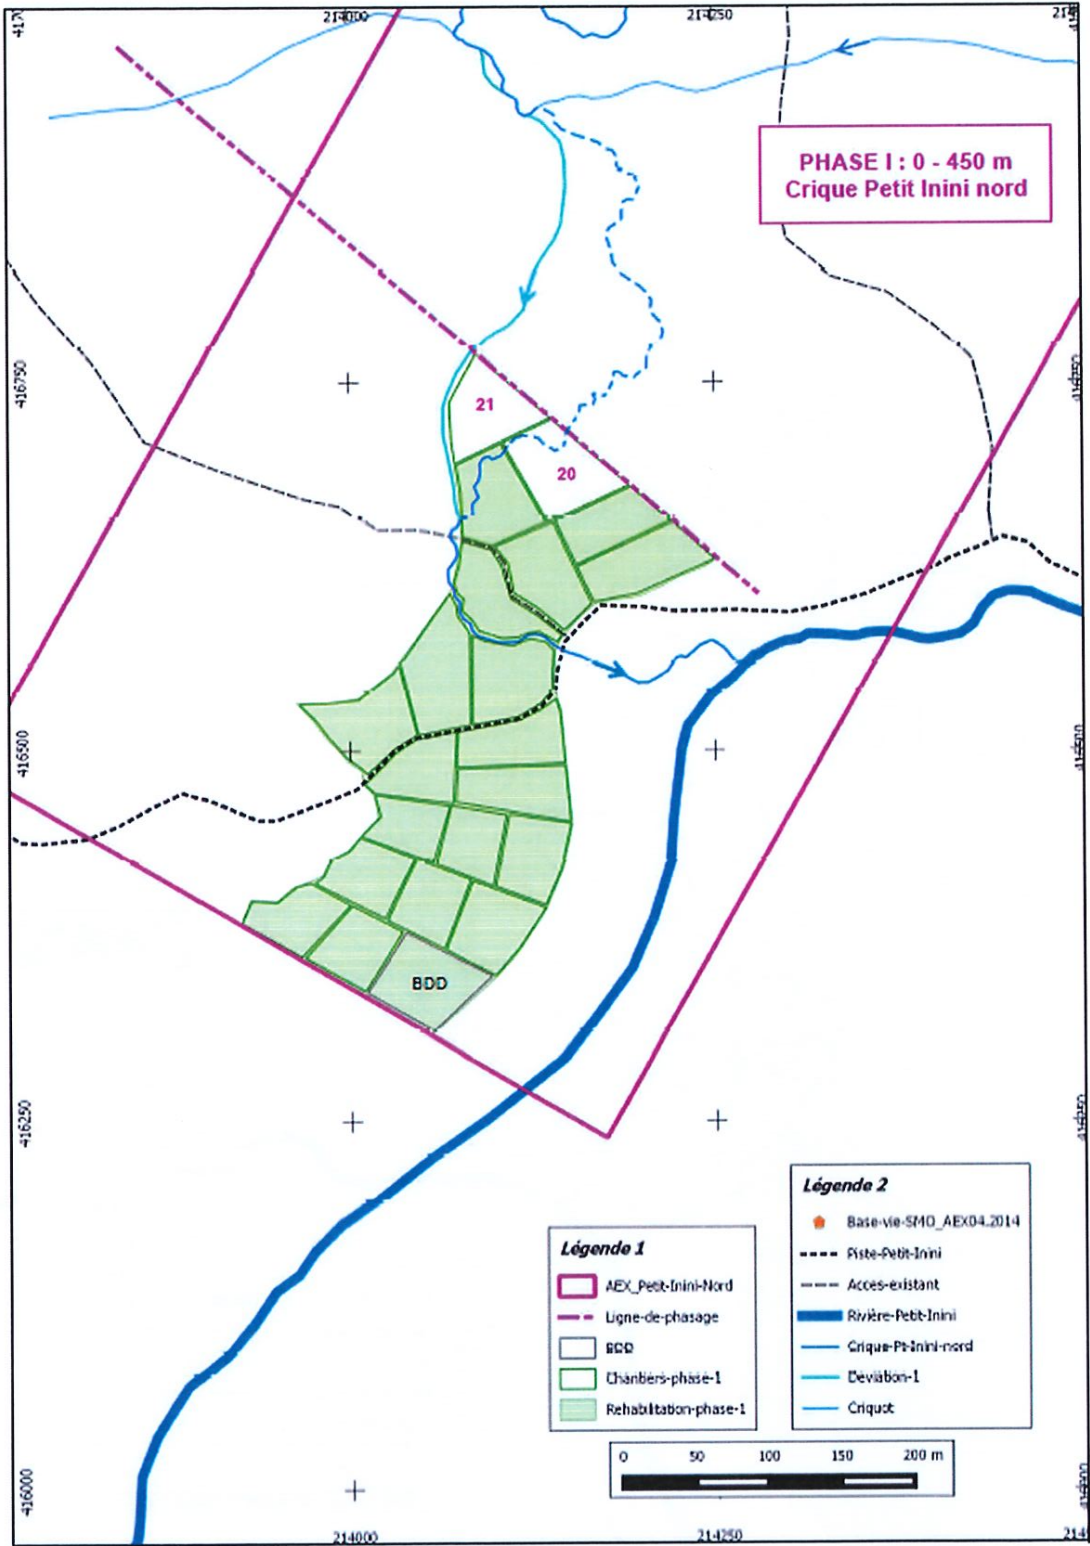 214000
214250
PHASE I : 0 - 450 m
Crique Petit Inini nord
416750
21
20
416500
BDD
416250
Légende 2
Base-vie-SMO_AEX04.2014
Piste-Petit-Inini
Acces-existant
Rivière-Petit-Inini
Crique-Pt-Inini-nord
Déviation-1
Criquot
Légende 1
AEX_Petit-Inini-Nord
Ligne-de-phasage
BDD
Chantiers-phase-1
Rehabilitation-phase-1
0 50 100 150 200 m
416000
214000
214250